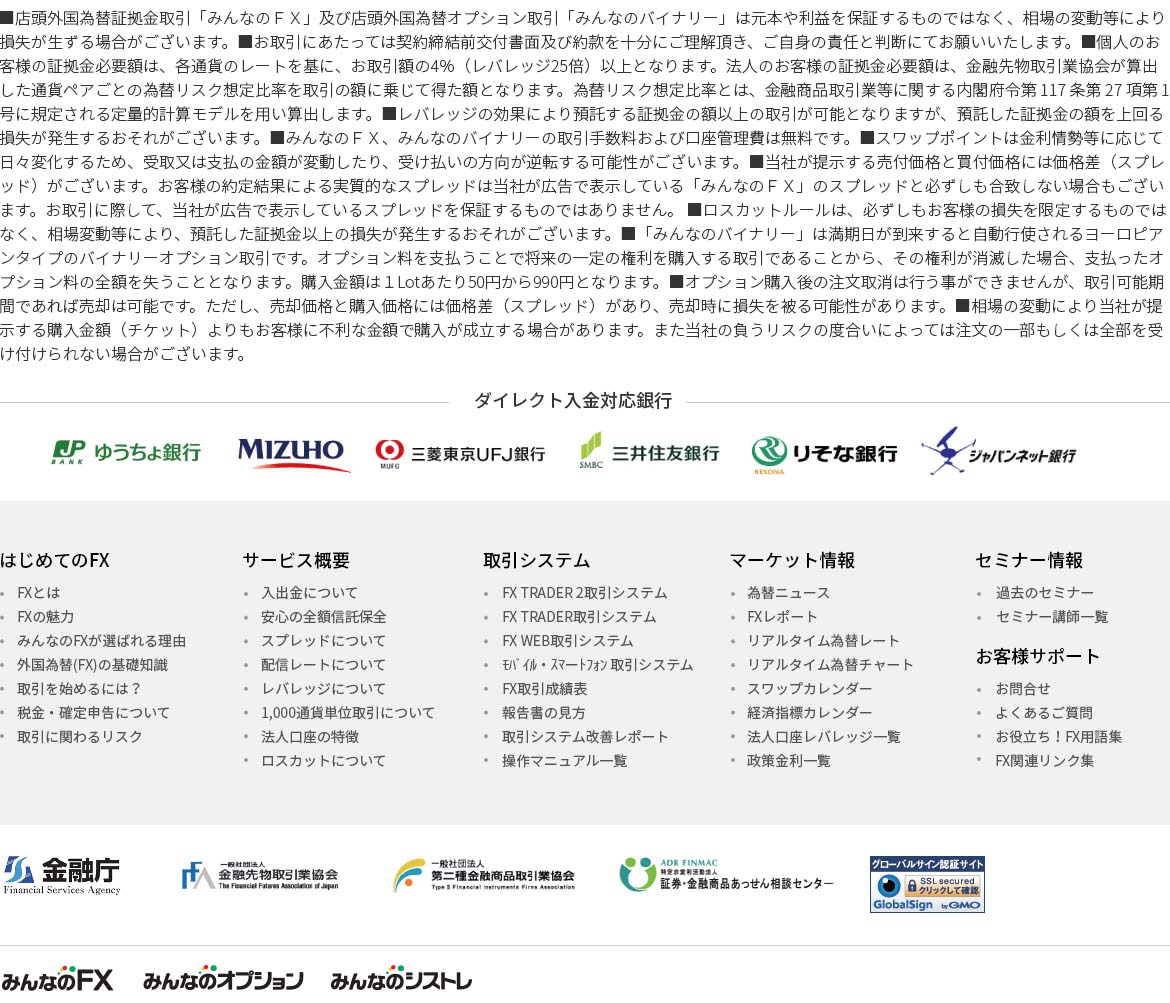 ■店頭外国為替証拠金取引「みんなのＦＸ」及び店頭外国為替オプション取引「みんなのバイナリー」は元本や利益を保証するものではなく、相場の変動等により
損失が生ずる場合がございます。■お取引にあたっては契約締結前交付書面及び約款を十分にご理解頂き、ご自身の責任と判断にてお願いいたします。■個人のお
客様の証拠金必要額は、各通貨のレートを基に、お取引額の4%（レバレッジ25倍）以上となります。法人のお客様の証拠金必要額は、金融先物取引業協会が算出
した通貨ペアごとの為替リスク想定比率を取引の額に乗じて得た額となります。為替リスク想定比率とは、金融商品取引業等に関する内閣府令第 117 条第 27 項第 1
号に規定される定量的計算モデルを用い算出します。■レバレッジの効果により預託する証拠金の額以上の取引が可能となりますが、預託した証拠金の額を上回る
損失が発生するおそれがございます。■みんなのＦＸ、みんなのバイナリーの取引手数料および口座管理費は無料です。■スワップポイントは金利情勢等に応じて
日々変化するため、受取又は支払の金額が変動したり、受け払いの方向が逆転する可能性がございます。■当社が提示する売付価格と買付価格には価格差（スプレ
ッド）がございます。お客様の約定結果による実質的なスプレッドは当社が広告で表示している「みんなのＦＸ」のスプレッドと必ずしも合致しない場合もござい
ます。お取引に際して、当社が広告で表示しているスプレッドを保証するものではありません。 ■ロスカットルールは、必ずしもお客様の損失を限定するものでは
なく、相場変動等により、預託した証拠金以上の損失が発生するおそれがございます。■「みんなのバイナリー」は満期日が到来すると自動行使されるヨーロピア
ンタイプのバイナリーオプション取引です。オプション料を支払うことで将来の一定の権利を購入する取引であることから、その権利が消滅した場合、支払ったオ
プション料の全額を失うこととなります。購入金額は１Lotあたり50円から990円となります。■オプション購入後の注文取消は行う事ができませんが、取引可能期
間であれば売却は可能です。ただし、売却価格と購入価格には価格差（スプレッド）があり、売却時に損失を被る可能性があります。■相場の変動により当社が提
示する購入金額（チケット）よりもお客様に不利な金額で購入が成立する場合があります。また当社の負うリスクの度合いによっては注文の一部もしくは全部を受
け付けられない場合がございます。
ダイレクト入金対応銀行
JP BANK ゆうちょ銀行
MIZUHO
MUFG 三菱東京UFJ銀行
SMBC 三井住友銀行
RESONA りそな銀行
ジャパンネット銀行
はじめてのFX
FXとは
FXの魅力
みんなのFXが選ばれる理由
外国為替(FX)の基礎知識
取引を始めるには？
税金・確定申告について
取引に関わるリスク
サービス概要
入出金について
安心の全額信託保全
スプレッドについて
配信レートについて
レバレッジについて
1,000通貨単位取引について
法人口座の特徴
ロスカットについて
取引システム
FX TRADER 2取引システム
FX TRADER取引システム
FX WEB取引システム
ﾓﾊﾞｲﾙ・ｽﾏｰﾄﾌｫﾝ 取引システム
FX取引成績表
報告書の見方
取引システム改善レポート
操作マニュアル一覧
マーケット情報
為替ニュース
FXレポート
リアルタイム為替レート
リアルタイム為替チャート
スワップカレンダー
経済指標カレンダー
法人口座レバレッジ一覧
政策金利一覧
セミナー情報
過去のセミナー
セミナー講師一覧
お客様サポート
お問合せ
よくあるご質問
お役立ち！FX用語集
FX関連リンク集
金融庁
Financial Services Agency
一般社団法人
金融先物取引業協会
The Financial Futures Association of Japan
一般社団法人
第二種金融商品取引業協会
Type II Financial Instruments Firms Association
ADR FINMAC
特定非営利活動法人
証券・金融商品あっせん相談センター
グローバルサイン認証サイト
SSL secured
クリックして確認
GlobalSign by GMO
みんなのFX
みんなのオプション
みんなのシストレ